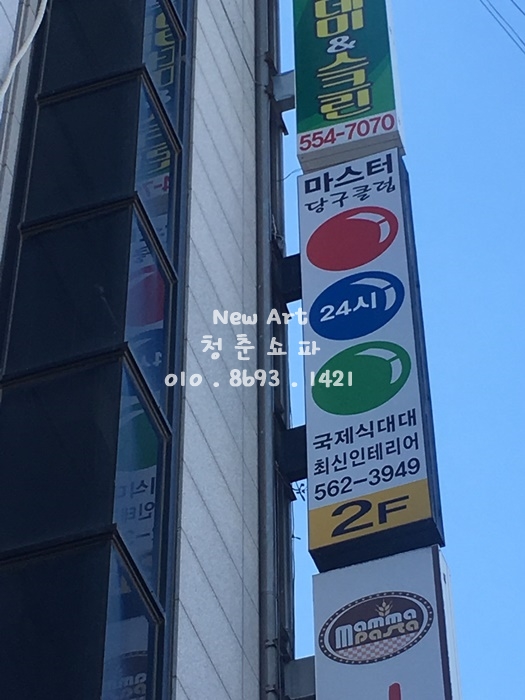 데미&스크린
554-7070
마스터
당구클럽
24시
국제식대대
최신인테리어
562-3949
2F
mamma
pasta
New Art
청춘쇼파
010 . 8693 . 1421